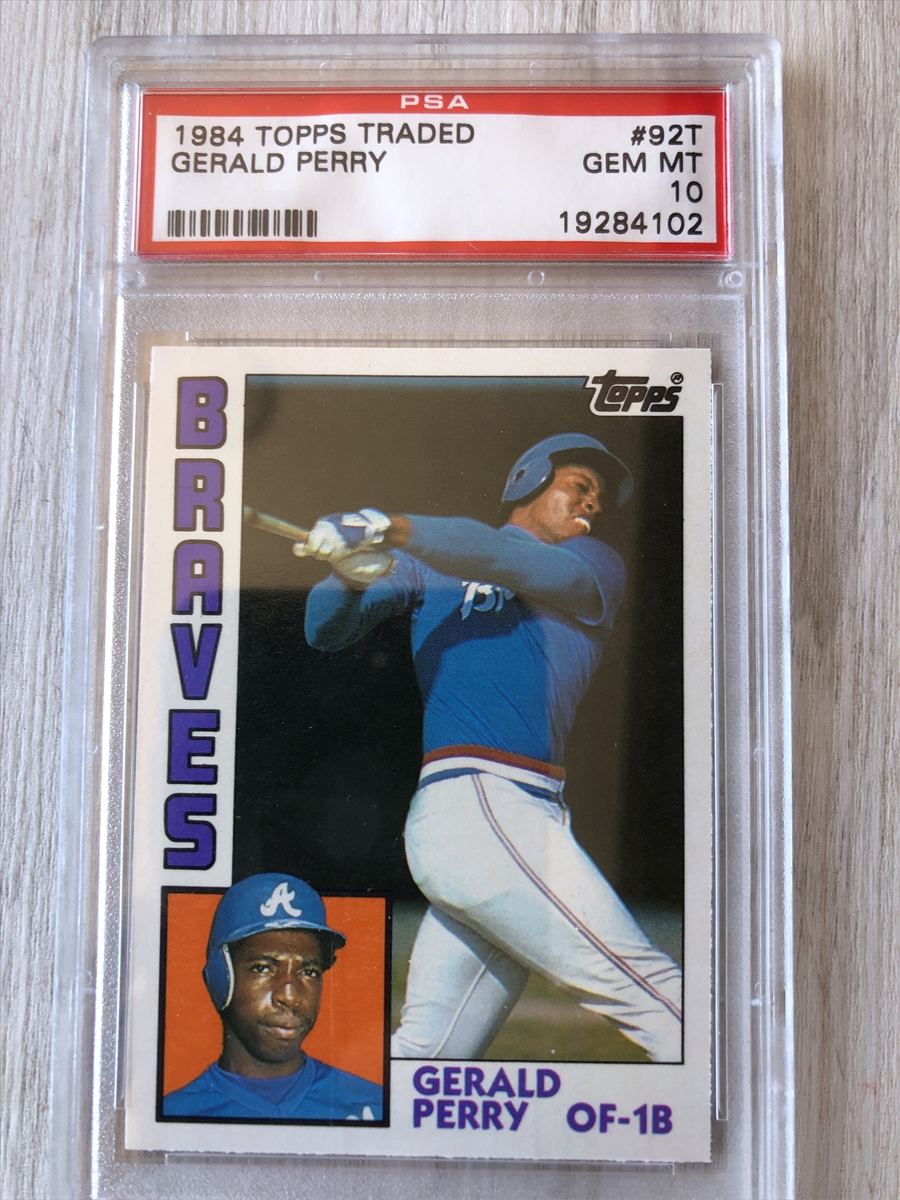 PSA
1984 TOPPS TRADED #92T
GERALD PERRY GEM MT
10
19284102
TOPPS®
BRAVES
A
GERALD
PERRY OF-1B